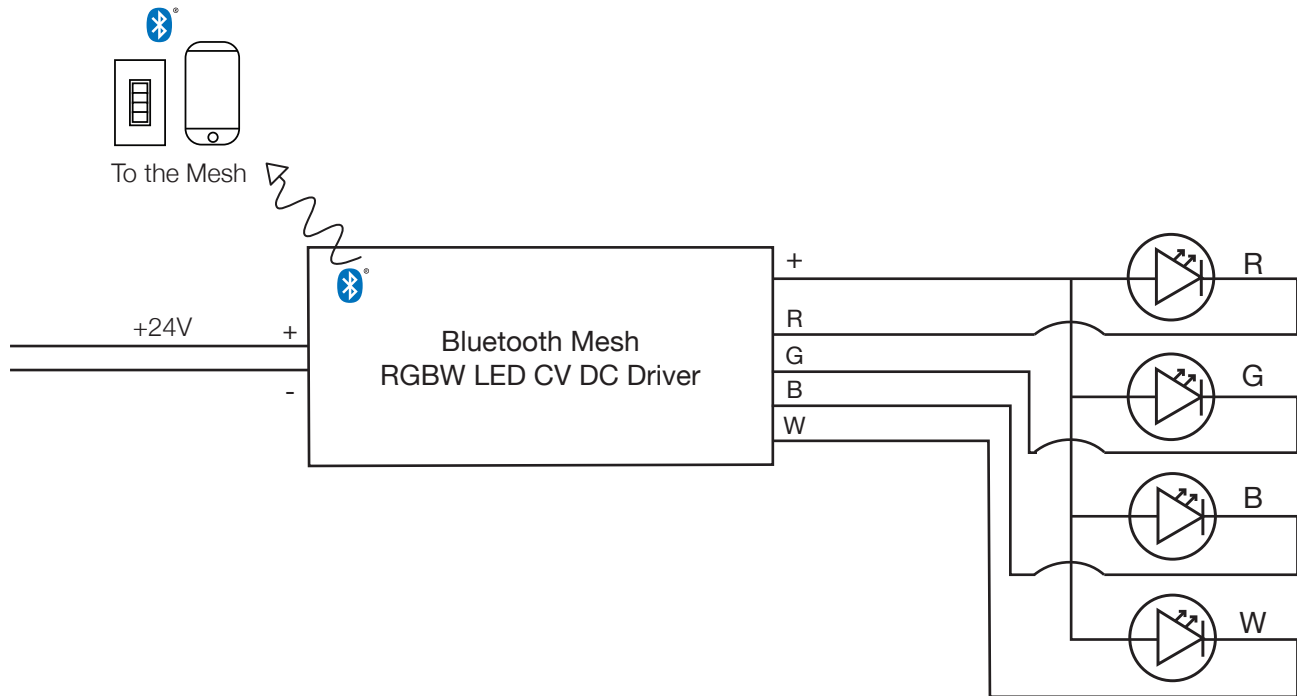 ®
To the Mesh
®
+24V
+
-
Bluetooth Mesh
RGBW LED CV DC Driver
+
R
G
B
W
R
G
B
W